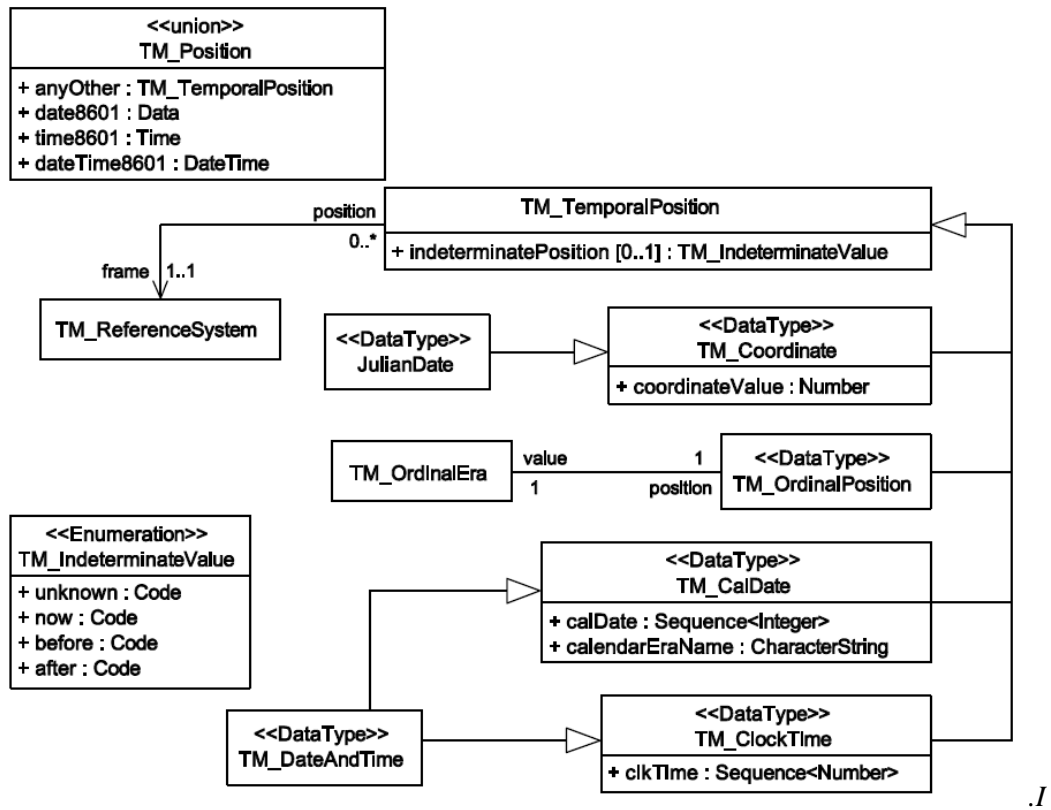 <<union>>
TM_Position
+ anyOther : TM_TemporalPosition
+ date8601 : Data
+ time8601 : Time
+ dateTime8601 : DateTime
TM_TemporalPosition
+ indeterminatePosition [0..1] : TM_IndeterminateValue
position
0..*
frame
1..1
TM_ReferenceSystem
<<DataType>>
JulianDate
<<DataType>>
TM_Coordinate
+ coordinateValue : Number
TM_OrdinalEra
value
1
1
position
<<DataType>>
TM_OrdinalPosition
<<Enumeration>>
TM_IndeterminateValue
+ unknown : Code
+ now : Code
+ before : Code
+ after : Code
<<DataType>>
TM_CalDate
+ calDate : Sequence<Integer>
+ calendarEraName : CharacterString
<<DataType>>
TM_DateAndTime
<<DataType>>
TM_ClockTime
+ clkTime : Sequence<Number>
.I